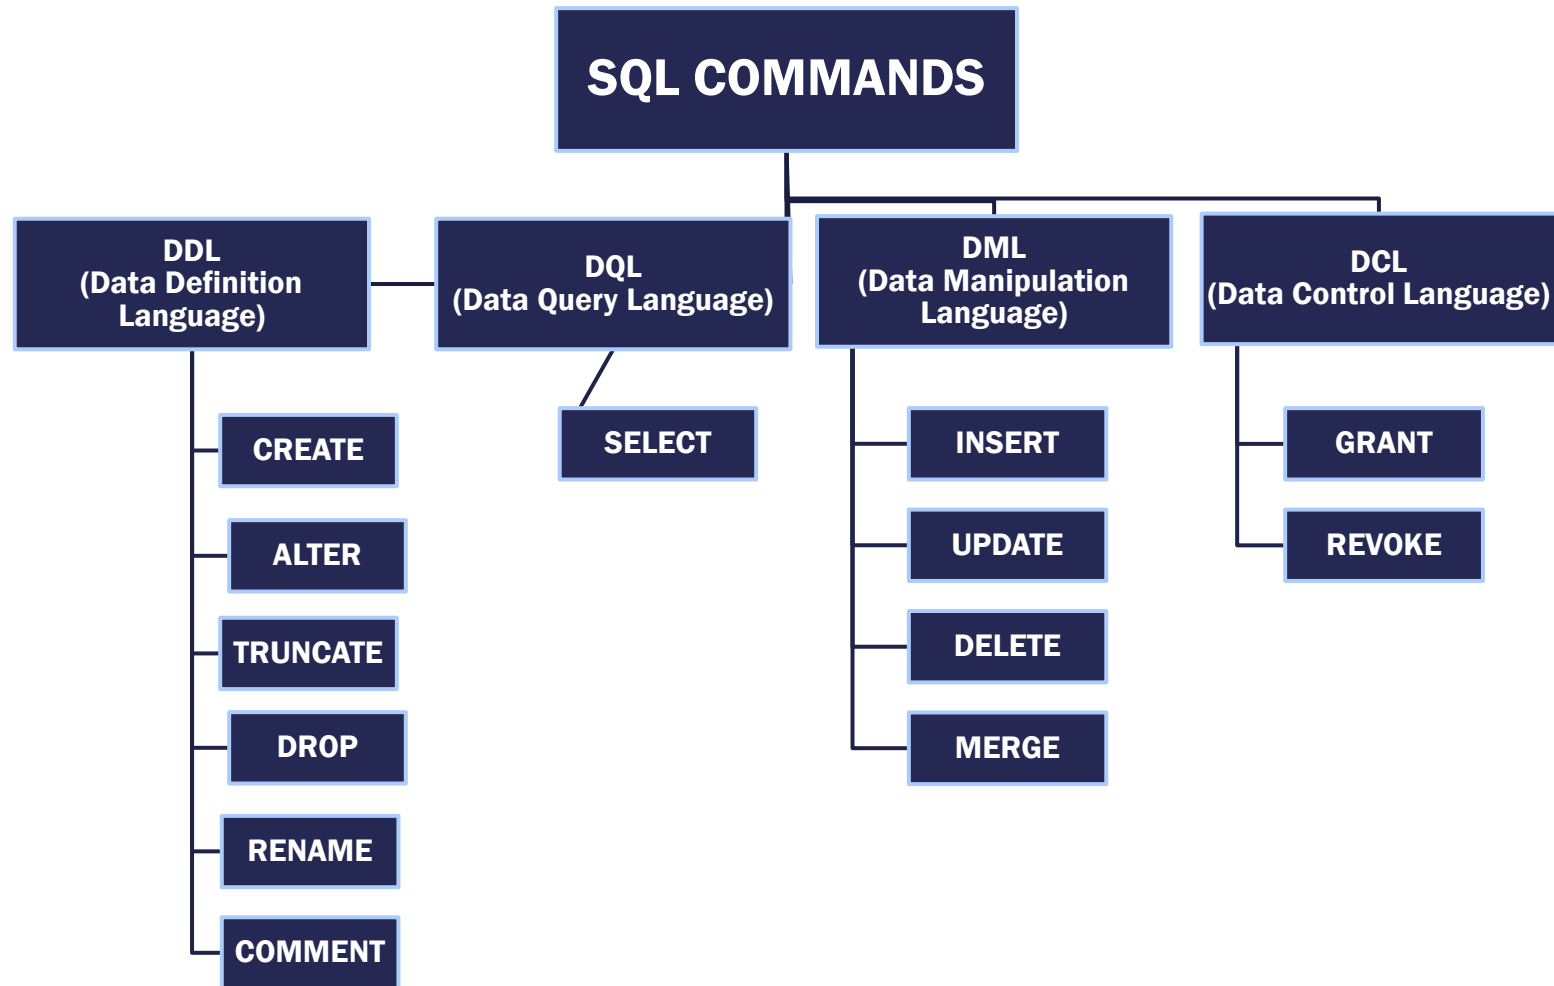 SQL COMMANDS
DDL
(Data Definition
Language)
DQL
(Data Query Language)
DML
(Data Manipulation
Language)
DCL
(Data Control Language)
CREATE
ALTER
TRUNCATE
DROP
RENAME
COMMENT
SELECT
INSERT
UPDATE
DELETE
MERGE
GRANT
REVOKE